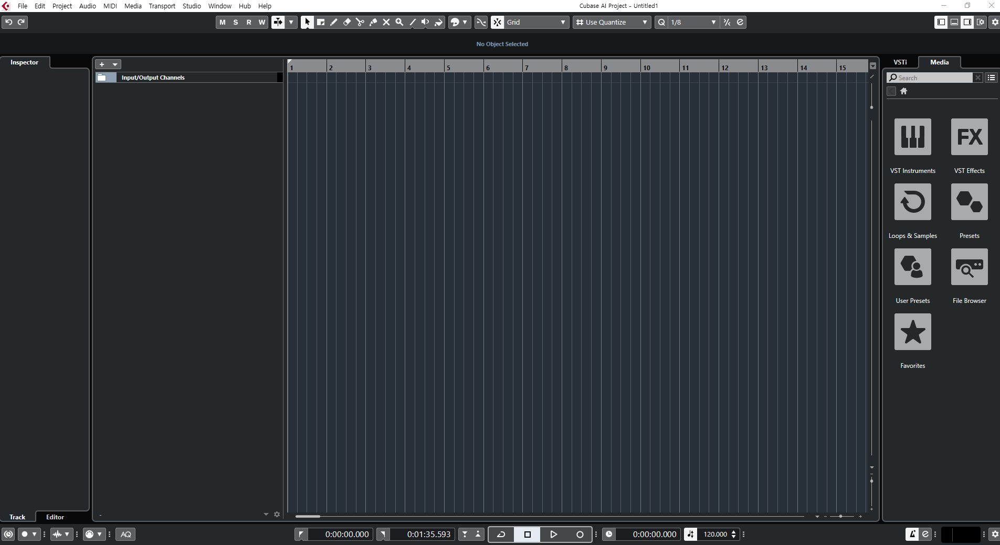 File Edit Project Audio MIDI Media Transport Studio Window Hub Help
Cubase AI Project - Untitled1
M S R W
Grid
Use Quantize
Q 1/8
No Object Selected
Inspector
+
Input/Output Channels
1 2 3 4 5 6 7 8 9 10 11 12 13 14 15
VSTi Media
Search
VST Instruments
FX
VST Effects
Loops & Samples
Presets
User Presets
File Browser
Favorites
Track Editor
AQ
0:00:00.000
0:01:35.593
0:00:00.000
120.000